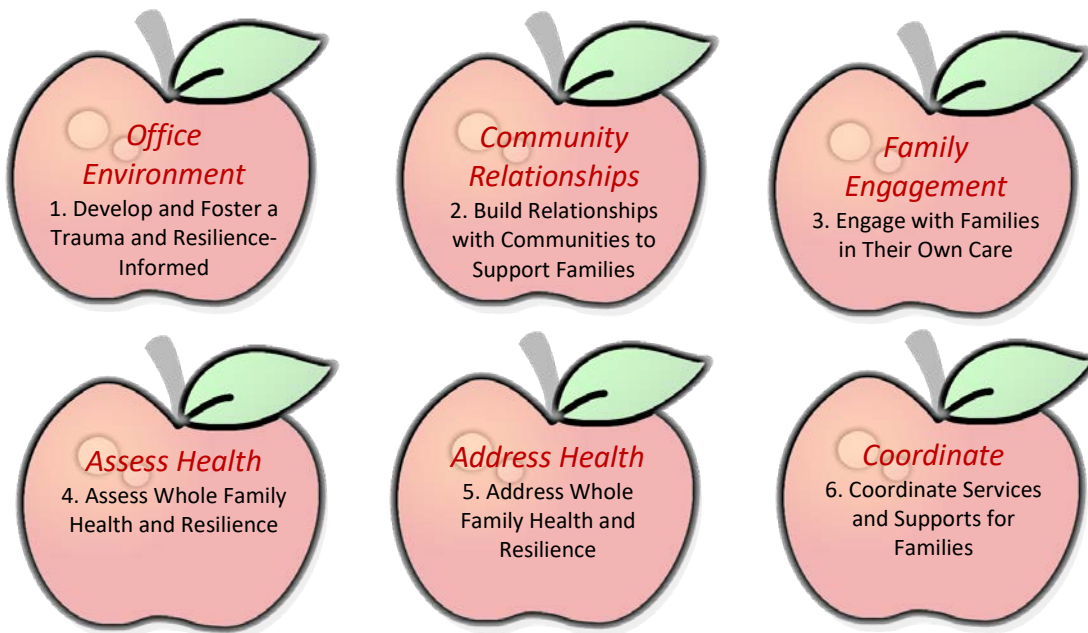 Office
Environment
1. Develop and Foster a
Trauma and Resilience-
Informed
Community
Relationships
2. Build Relationships
with Communities to
Support Families
Family
Engagement
3. Engage with Families
in Their Own Care
Assess Health
4. Assess Whole Family
Health and Resilience
Address Health
5. Address Whole
Family Health and
Resilience
Coordinate
6. Coordinate Services
and Supports for
Families